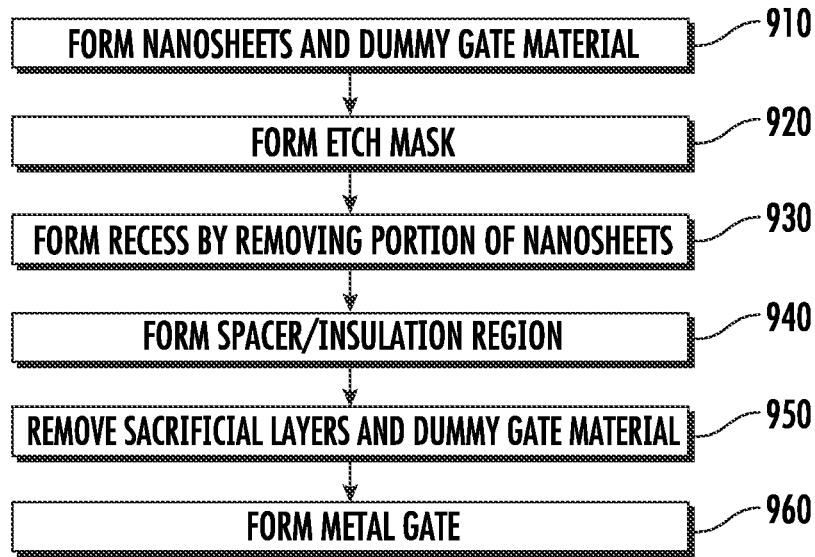 FORM NANOSHEETS AND DUMMY GATE MATERIAL 910
FORM ETCH MASK 920
FORM RECESS BY REMOVING PORTION OF NANOSHEETS 930
FORM SPACER/INSULATION REGION 940
REMOVE SACRIFICIAL LAYERS AND DUMMY GATE MATERIAL 950
FORM METAL GATE 960